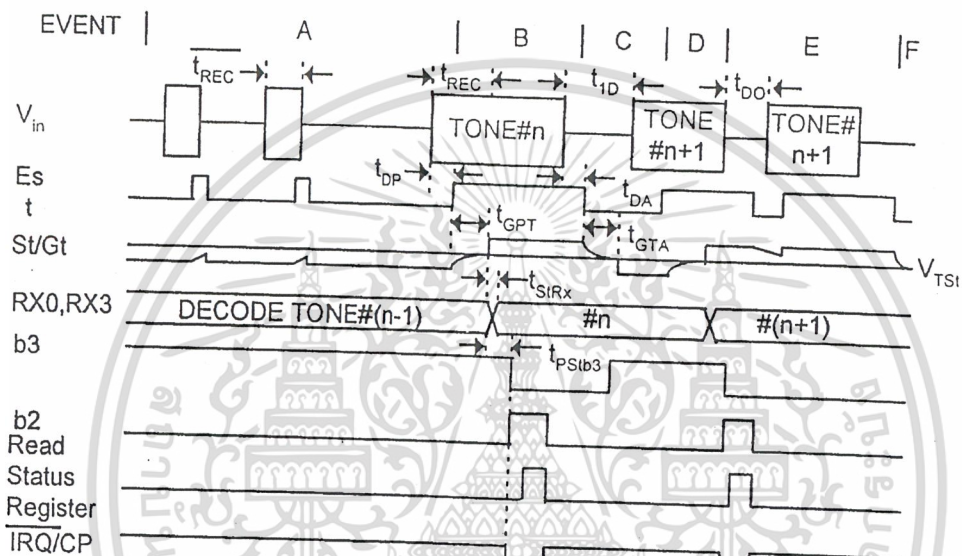 EVENT A B C D E F
tREC tREC t1D tDO
Vin TONE#n TONE #n+1 TONE# n+1
tDP tDA
Es
t
tGPT tGTA
St/Gt VTSt
tStRx
RX0,RX3 DECODE TONE#(n-1) #n #(n+1)
b3
tPStb3
b2
Read
Status
Register
IRQ/CP